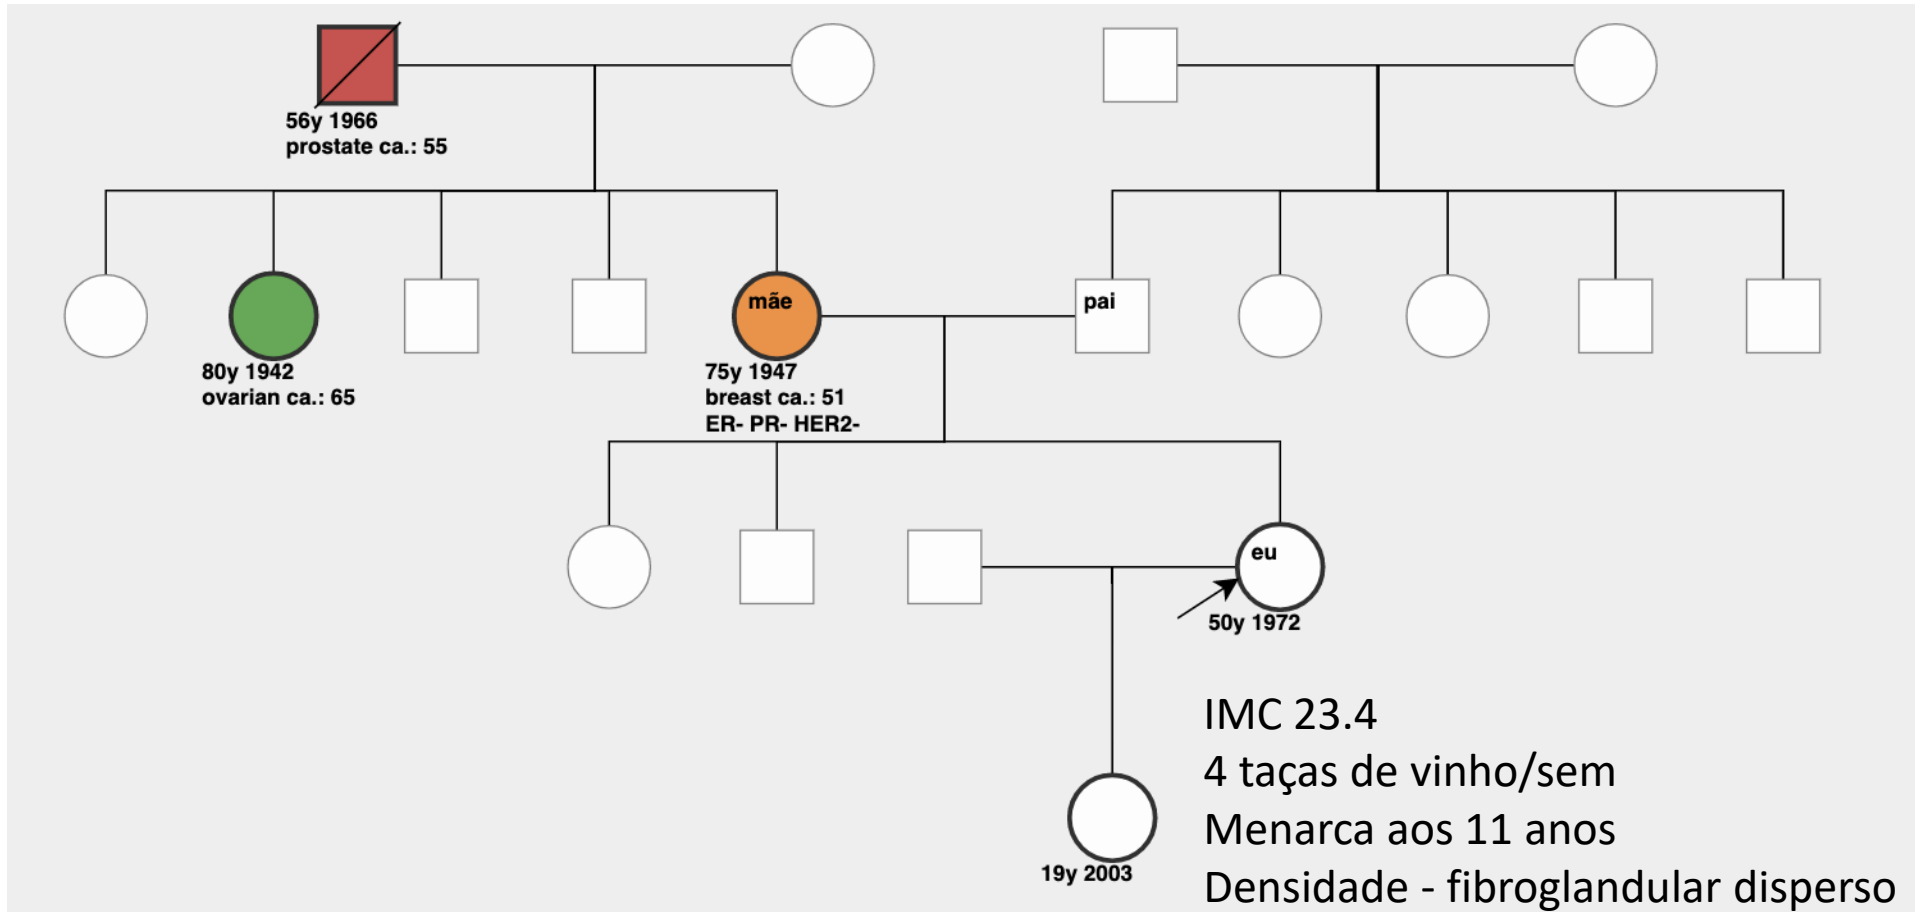 56y 1966
prostate ca.: 55
mãe
pai
80y 1942
ovarian ca.: 65
75y 1947
breast ca.: 51
ER- PR- HER2-
eu
50y 1972
IMC 23.4
4 taças de vinho/sem
Menarca aos 11 anos
19y 2003
Densidade - fibroglandular disperso